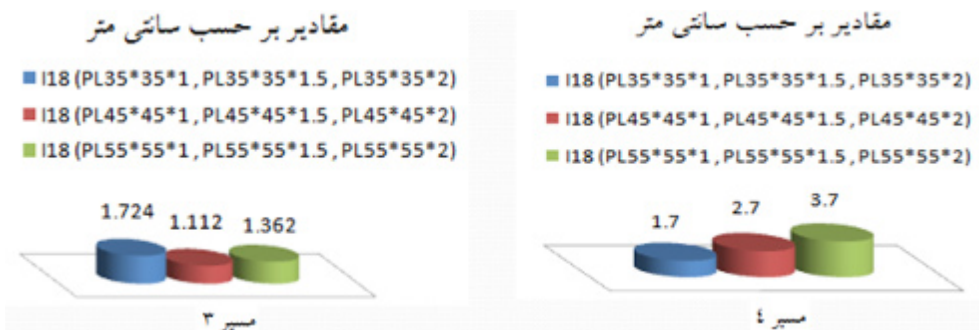 مقادیر بر حسب سانتی متر
I18 (PL35*35*1 , PL35*35*1.5 , PL35*35*2)
I18 (PL45*45*1 , PL45*45*1.5 , PL45*45*2)
I18 (PL55*55*1 , PL55*55*1.5 , PL55*55*2)
1.724 1.112 1.362
مسیر ۳
مقادیر بر حسب سانتی متر
I18 (PL35*35*1 , PL35*35*1.5 , PL35*35*2)
I18 (PL45*45*1 , PL45*45*1.5 , PL45*45*2)
I18 (PL55*55*1 , PL55*55*1.5 , PL55*55*2)
1.7 2.7 3.7
مسیر ٤